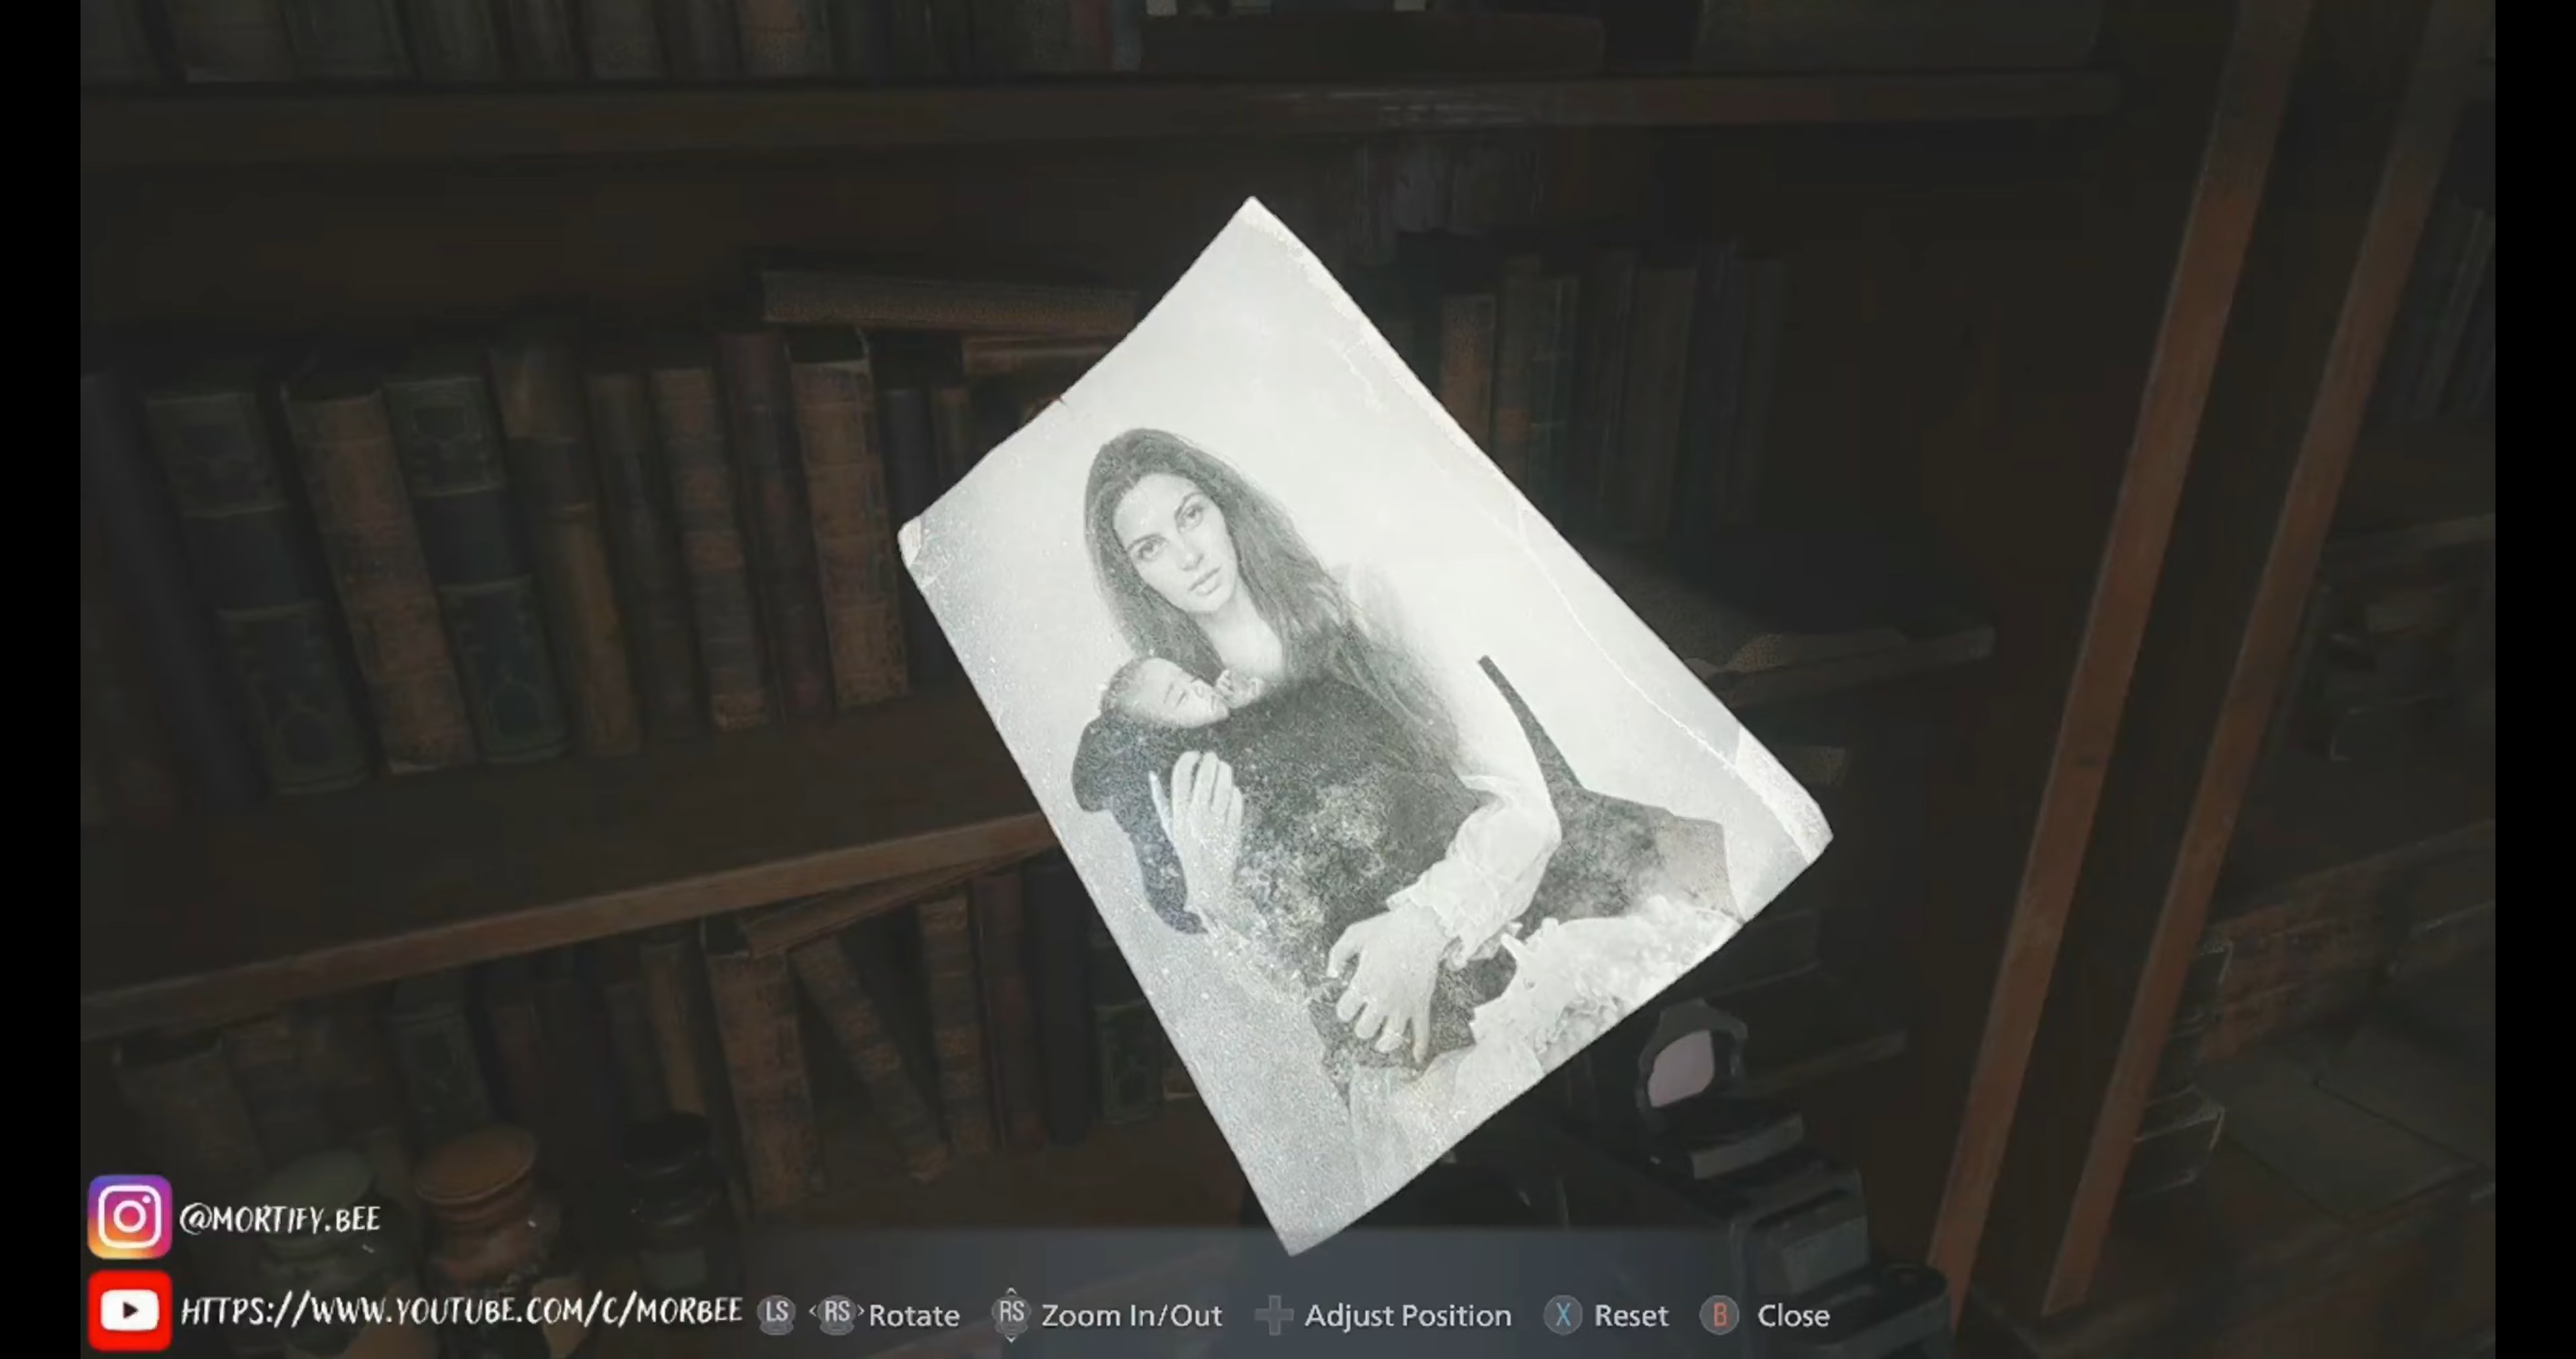 @MORTIFY.BEE
HTTPS://WWW.YOUTUBE.COM/C/MORBEE
LS RS Rotate RS Zoom In/Out Adjust Position X Reset B Close